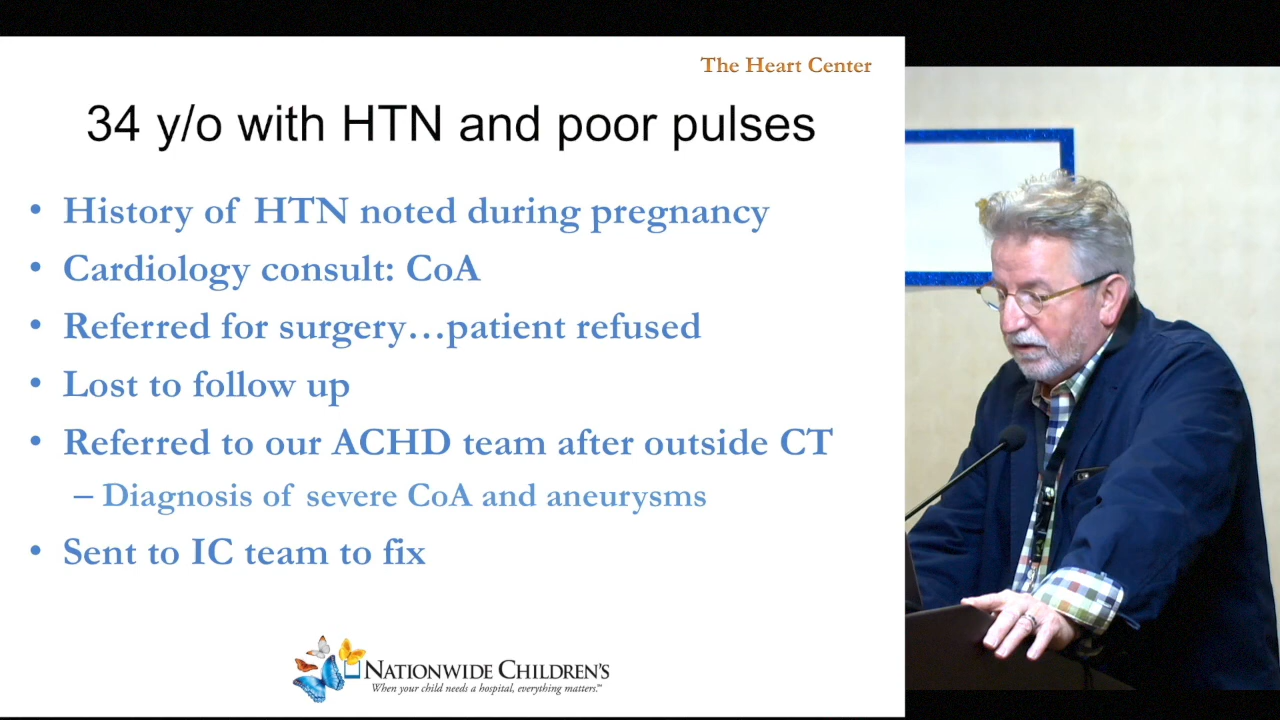 The Heart Center
34 y/o with HTN and poor pulses
• History of HTN noted during pregnancy
• Cardiology consult: CoA
• Referred for surgery…patient refused
• Lost to follow up
• Referred to our ACHD team after outside CT
– Diagnosis of severe CoA and aneurysms
• Sent to IC team to fix
NATIONWIDE CHILDREN'S
When your child needs a hospital, everything matters.™